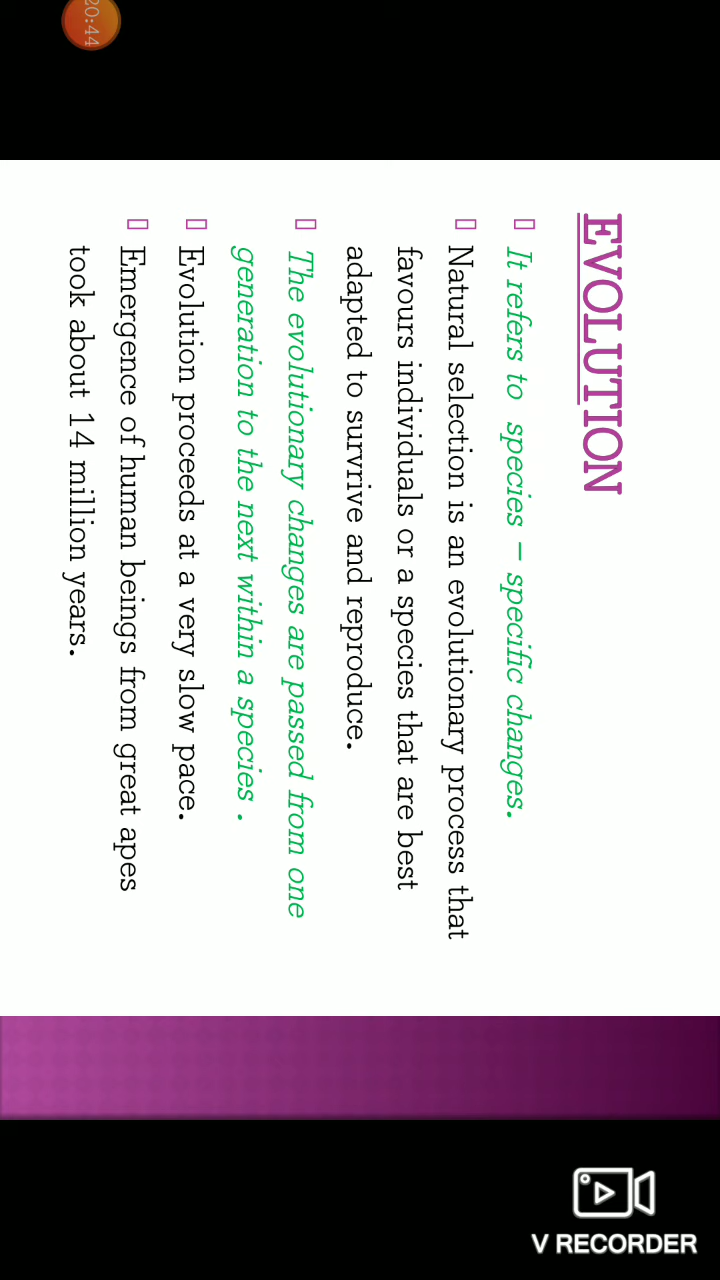 20:44
EVOLUTION
It refers to species – specific changes.
Natural selection is an evolutionary process that
favours individuals or a species that are best
adapted to survrive and reproduce.
The evolutionary changes are passed from one
generation to the next within a species .
Evolution proceeds at a very slow pace.
Emergence of human beings from great apes
took about 14 million years.
V RECORDER